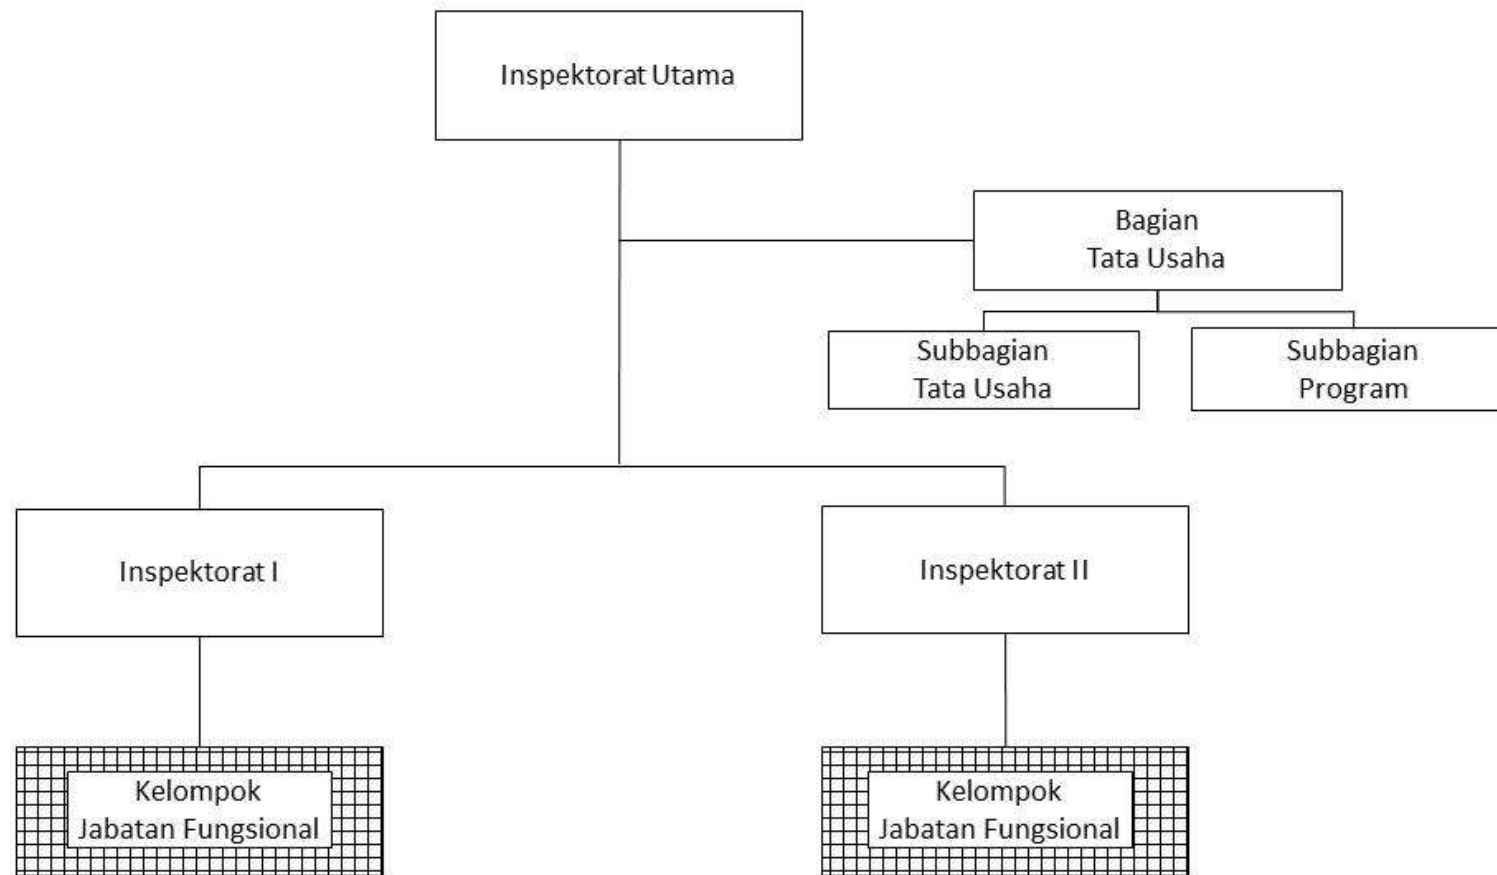 Inspektorat Utama
Bagian
Tata Usaha
Subbagian
Tata Usaha
Subbagian
Program
Inspektorat I
Inspektorat II
Kelompok
Jabatan Fungsional
Kelompok
Jabatan Fungsional